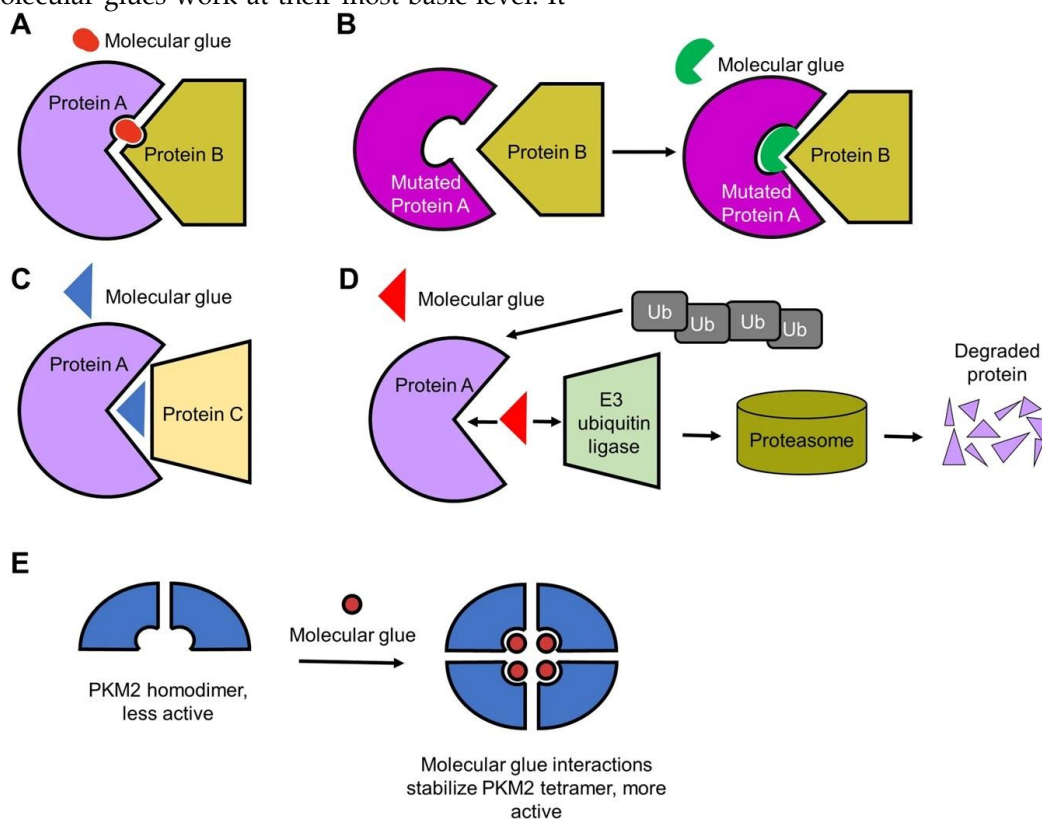 olecular glues work at their most basic level. It
A
Molecular glue
Protein A
Protein B
B
Molecular glue
Mutated
Protein A
Protein B
Mutated
Protein A
Protein B
C
Molecular glue
Protein A
Protein C
D
Molecular glue
Ub
Ub
Ub
Ub
Protein A
E3
ubiquitin
ligase
Proteasome
Degraded
protein
E
PKM2 homodimer,
less active
Molecular glue
Molecular glue interactions
stabilize PKM2 tetramer, more
active